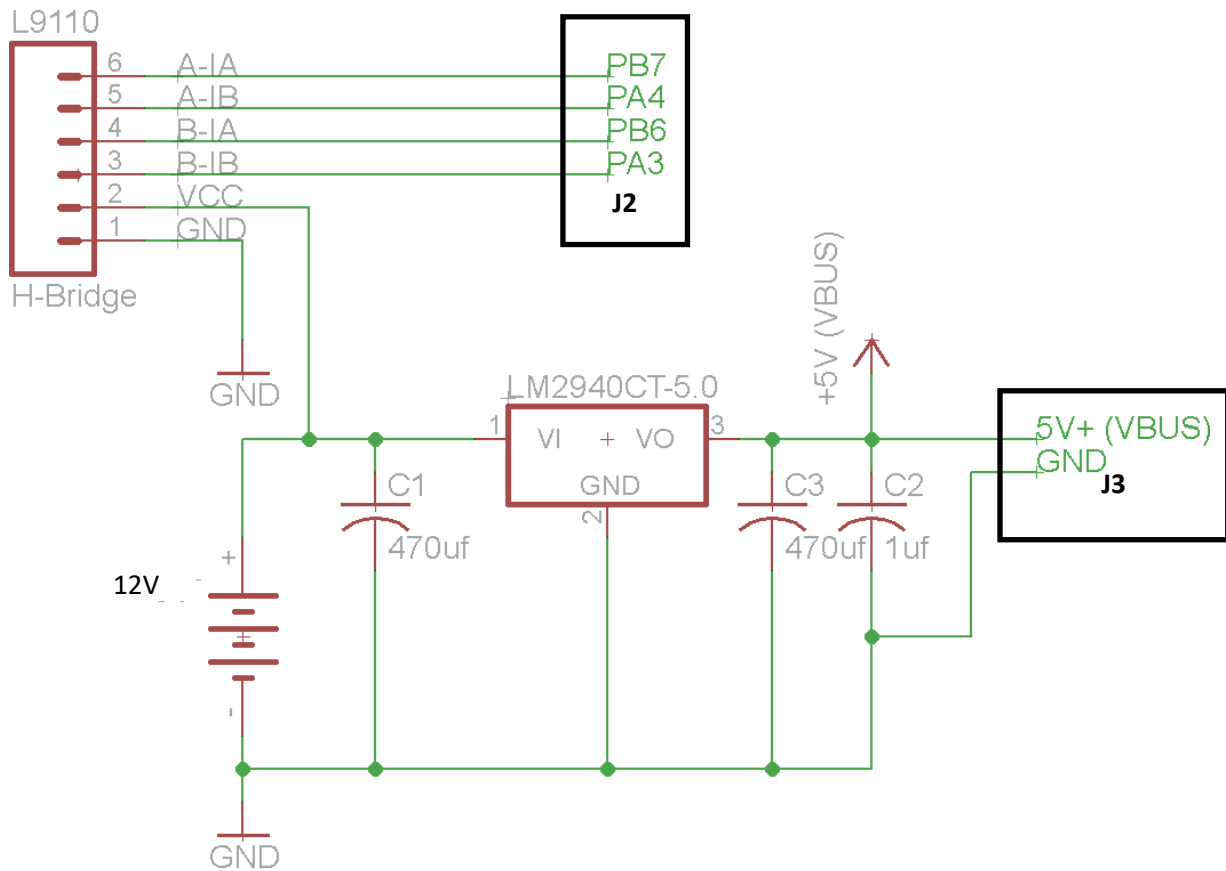 L9110
6 A-IA PB7
5 A-IB PA4
4 B-IA PB6
3 B-IB PA3
2 VCC
1 GND
J2
H-Bridge
GND
+5V (VBUS)
LM2940CT-5.0
1 VI + VO 3
GND
2
C1
470uf
C3
470uf
C2
1uf
5V+ (VBUS)
GND
J3
+
12V
-
GND